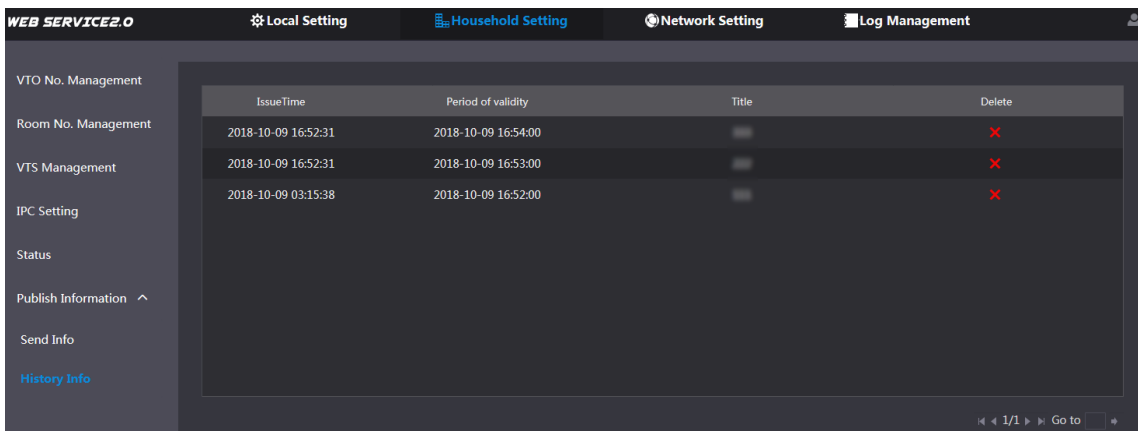 WEB SERVICE2.0 Local Setting Household Setting Network Setting Log Management
VTO No. Management
Room No. Management
VTS Management
IPC Setting
Status
Publish Information
Send Info
History Info
IssueTime Period of validity Title Delete
2018-10-09 16:52:31 2018-10-09 16:54:00
2018-10-09 16:52:31 2018-10-09 16:53:00
2018-10-09 03:15:38 2018-10-09 16:52:00
1/1 Go to